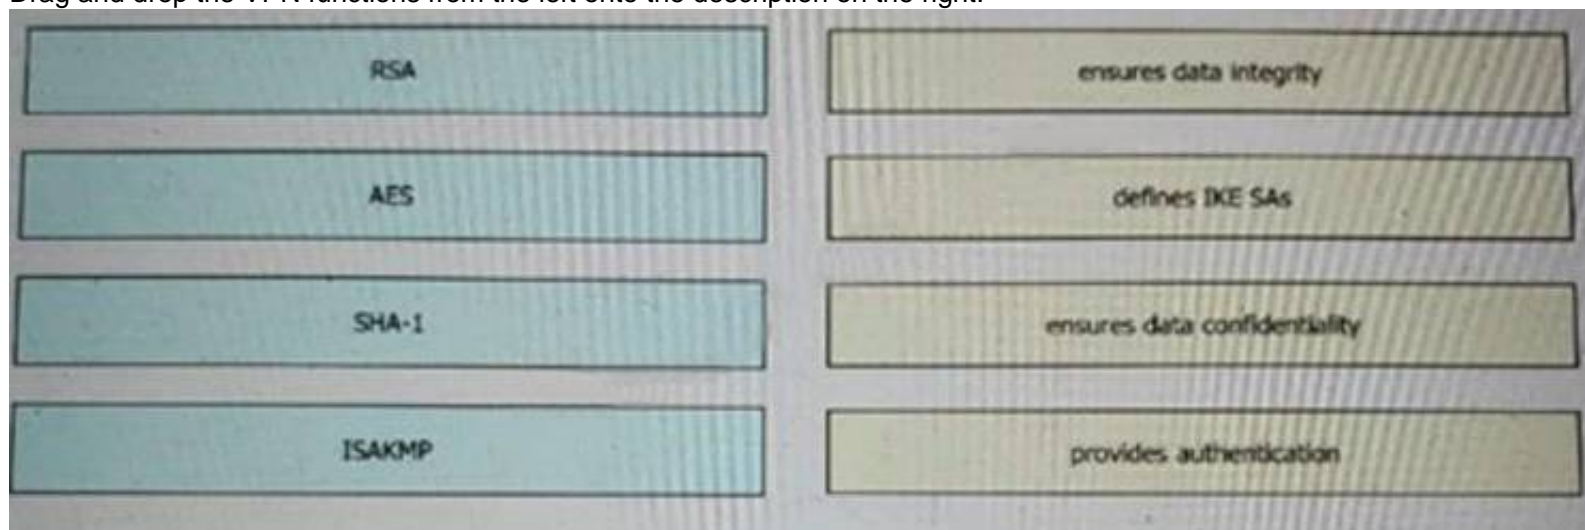 Drag and drop the VPN functions from the left onto the description on the right.
RSA
ensures data integrity
AES
defines IKE SAs
SHA-1
ensures data confidentiality
ISAKMP
provides authentication